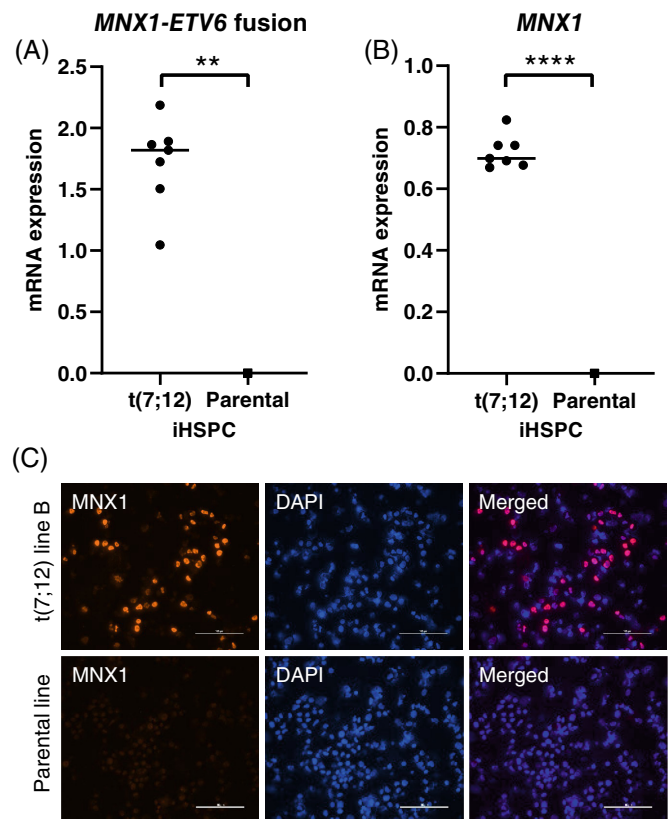 MNX1-ETV6 fusion
(A)
**
mRNA expression
2.5
2.0
1.5
1.0
0.5
0.0
t(7;12) Parental
iHSPC
MNX1
(B)
****
mRNA expression
1.0
0.8
0.6
0.4
0.2
0.0
t(7;12) Parental
iHSPC
(C)
t(7;12) line B
MNX1 DAPI Merged
Parental line
MNX1 DAPI Merged